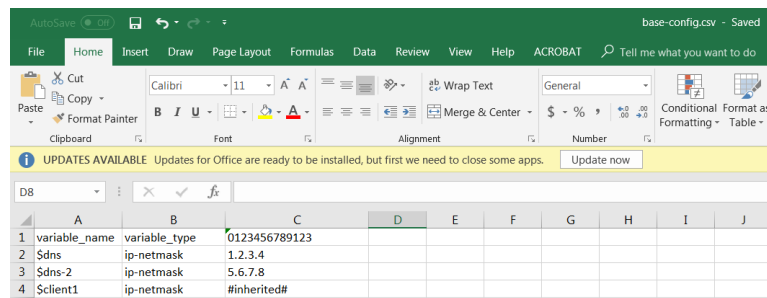 AutoSave Off base-config.csv - Saved
File Home Insert Draw Page Layout Formulas Data Review View Help ACROBAT Tell me what you want to do
Paste Cut Copy Format Painter
Calibri 11 A A
B I U A
ab Wrap Text
Merge & Center
General
$ % , .0 .00 .00 .0
Conditional Formatting Format as Table
Clipboard Font Alignment Number
UPDATES AVAILABLE Updates for Office are ready to be installed, but first we need to close some apps. Update now
D8 fx
A B C D E F G H I J
1 variable_name variable_type 0123456789123
2 $dns ip-netmask 1.2.3.4
3 $dns-2 ip-netmask 5.6.7.8
4 $client1 ip-netmask #inherited#